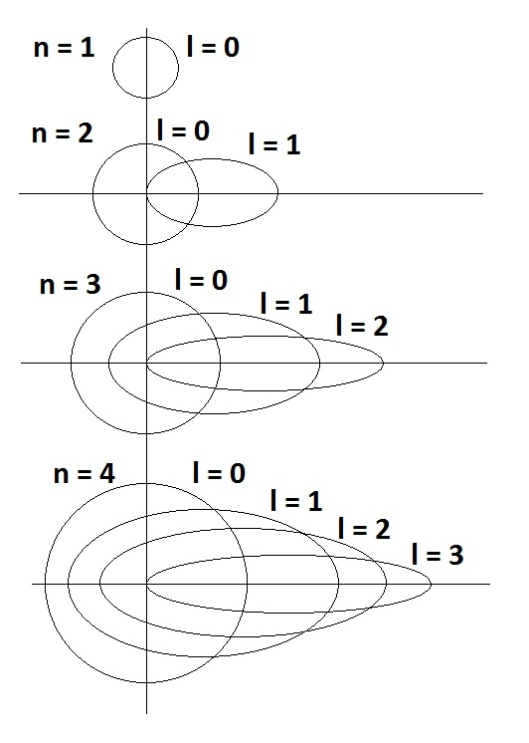 n = 1 l = 0
n = 2 l = 0 l = 1
n = 3 l = 0 l = 1 l = 2
n = 4 l = 0 l = 1 l = 2 l = 3